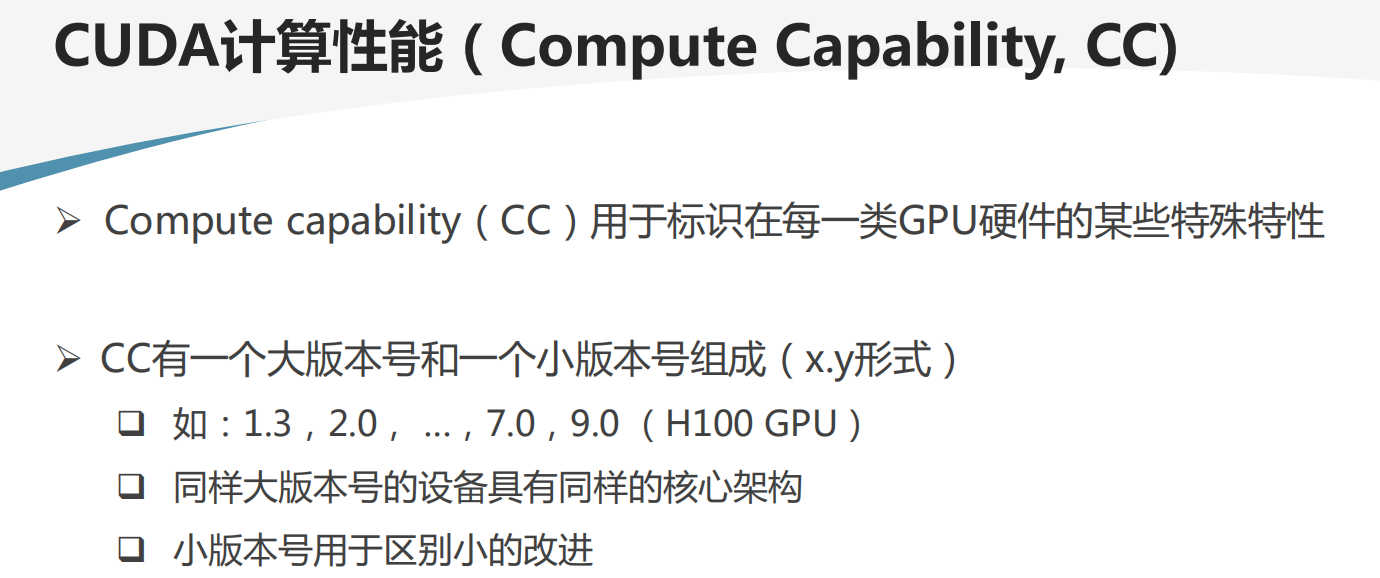 CUDA计算性能（Compute Capability, CC)
Compute capability（CC）用于标识在每一类GPU硬件的某些特殊特性
CC有一个大版本号和一个小版本号组成（x.y形式）
如：1.3，2.0， …，7.0，9.0 （H100 GPU）
同样大版本号的设备具有同样的核心架构
小版本号用于区别小的改进